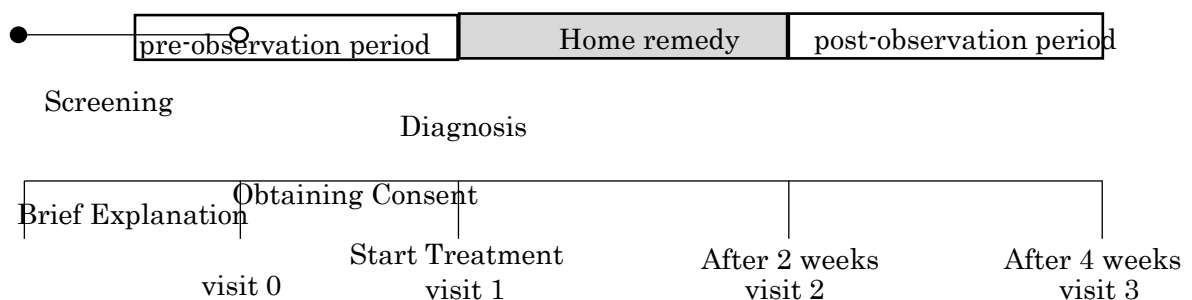 pre-observation period
Home remedy
post-observation period
Screening
Diagnosis
Obtaining Consent
Brief Explanation
Start Treatment
After 2 weeks
After 4 weeks
visit 0
visit 1
visit 2
visit 3